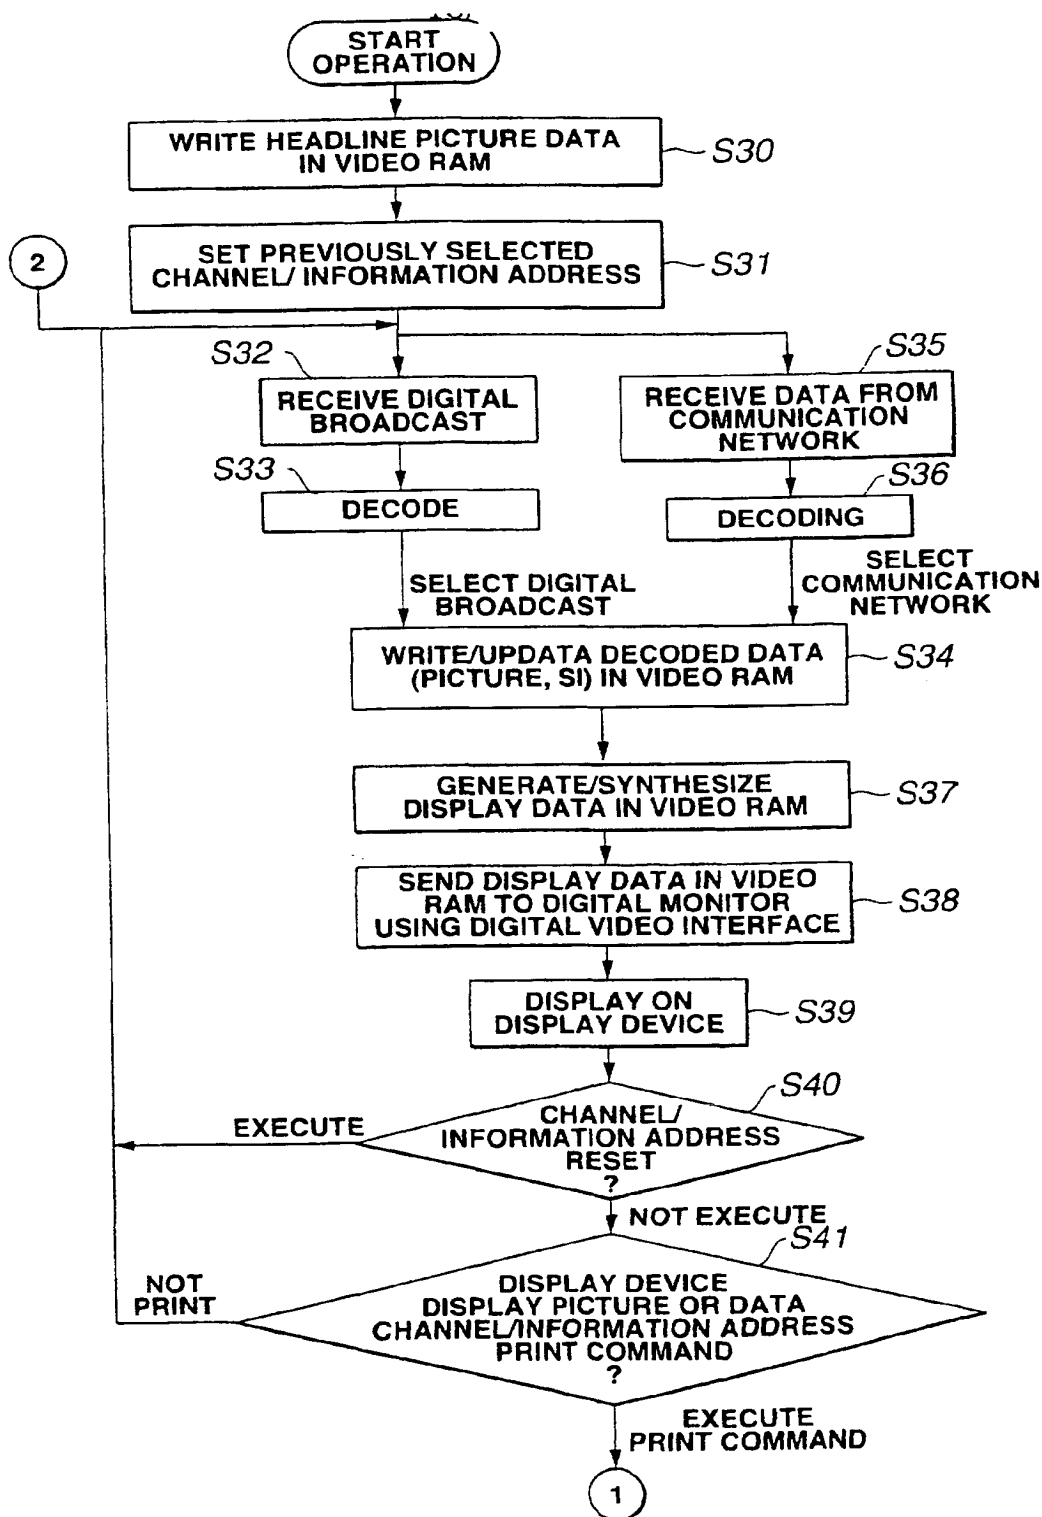 START
OPERATION
WRITE HEADLINE PICTURE DATA
IN VIDEO RAM
S30
SET PREVIOUSLY SELECTED
CHANNEL/ INFORMATION ADDRESS
S31
2
S32
RECEIVE DIGITAL
BROADCAST
S35
RECEIVE DATA FROM
COMMUNICATION
NETWORK
S33
DECODE
S36
DECODING
SELECT DIGITAL
BROADCAST
SELECT
COMMUNICATION
NETWORK
WRITE/UPDATA DECODED DATA
(PICTURE, SI) IN VIDEO RAM
S34
GENERATE/SYNTHESIZE
DISPLAY DATA IN VIDEO RAM
S37
SEND DISPLAY DATA IN VIDEO
RAM TO DIGITAL MONITOR
USING DIGITAL VIDEO INTERFACE
S38
DISPLAY ON
DISPLAY DEVICE
S39
S40
CHANNEL/
INFORMATION ADDRESS
RESET
?
EXECUTE
NOT EXECUTE
S41
NOT
PRINT
DISPLAY DEVICE
DISPLAY PICTURE OR DATA
CHANNEL/INFORMATION ADDRESS
PRINT COMMAND
?
EXECUTE
PRINT COMMAND
1